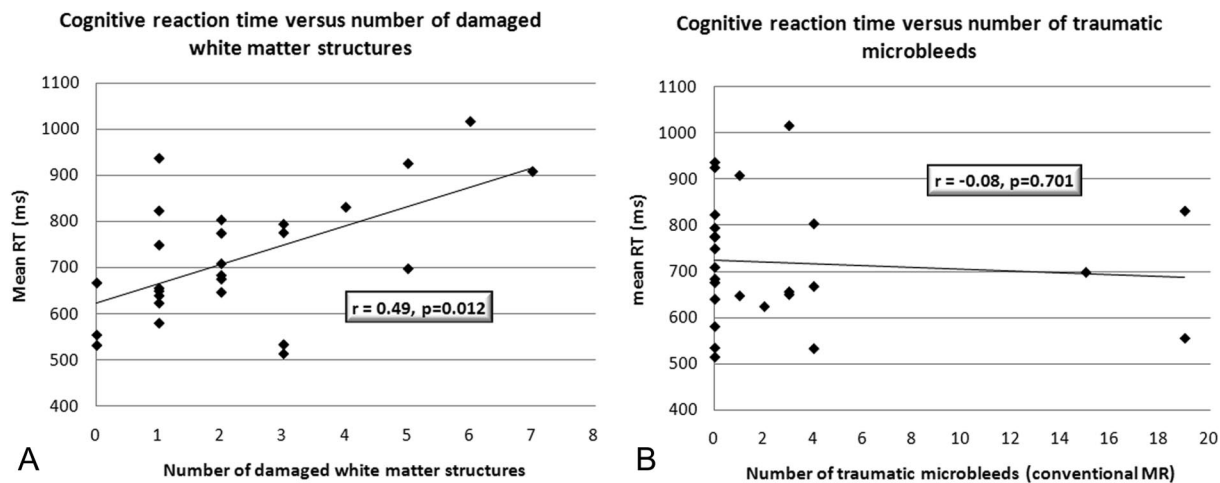 Cognitive reaction time versus number of damaged
white matter structures
1100
1000
900
800
700
600
500
400
Mean RT (ms)
r = 0.49, p=0.012
0 1 2 3 4 5 6 7 8
A
Number of damaged white matter structures
Cognitive reaction time versus number of traumatic
microbleeds
1100
1000
900
800
700
600
500
400
mean RT (ms)
r = -0.08, p=0.701
0 2 4 6 8 10 12 14 16 18 20
B
Number of traumatic microbleeds (conventional MR)